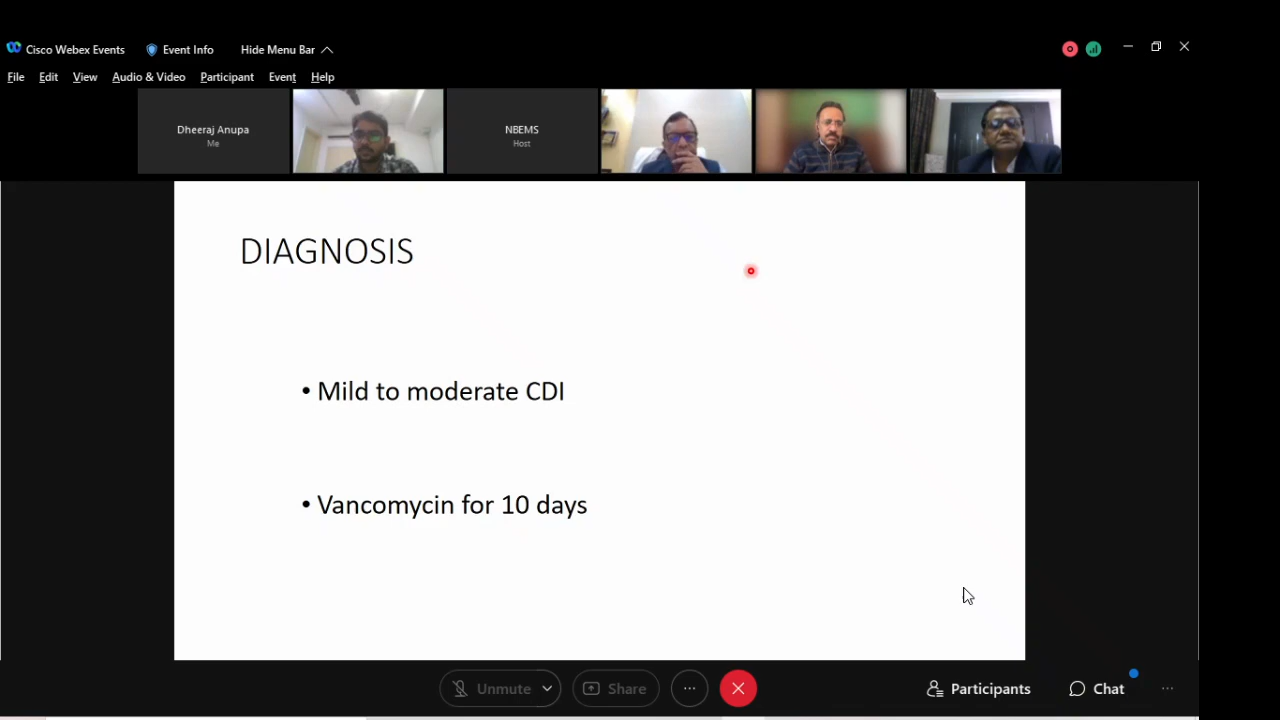 Cisco Webex Events Event Info Hide Menu Bar
File Edit View Audio & Video Participant Event Help
Dheeraj Anupa
Me
NBEMS
Host
DIAGNOSIS
• Mild to moderate CDI
• Vancomycin for 10 days
Unmute Share Participants Chat